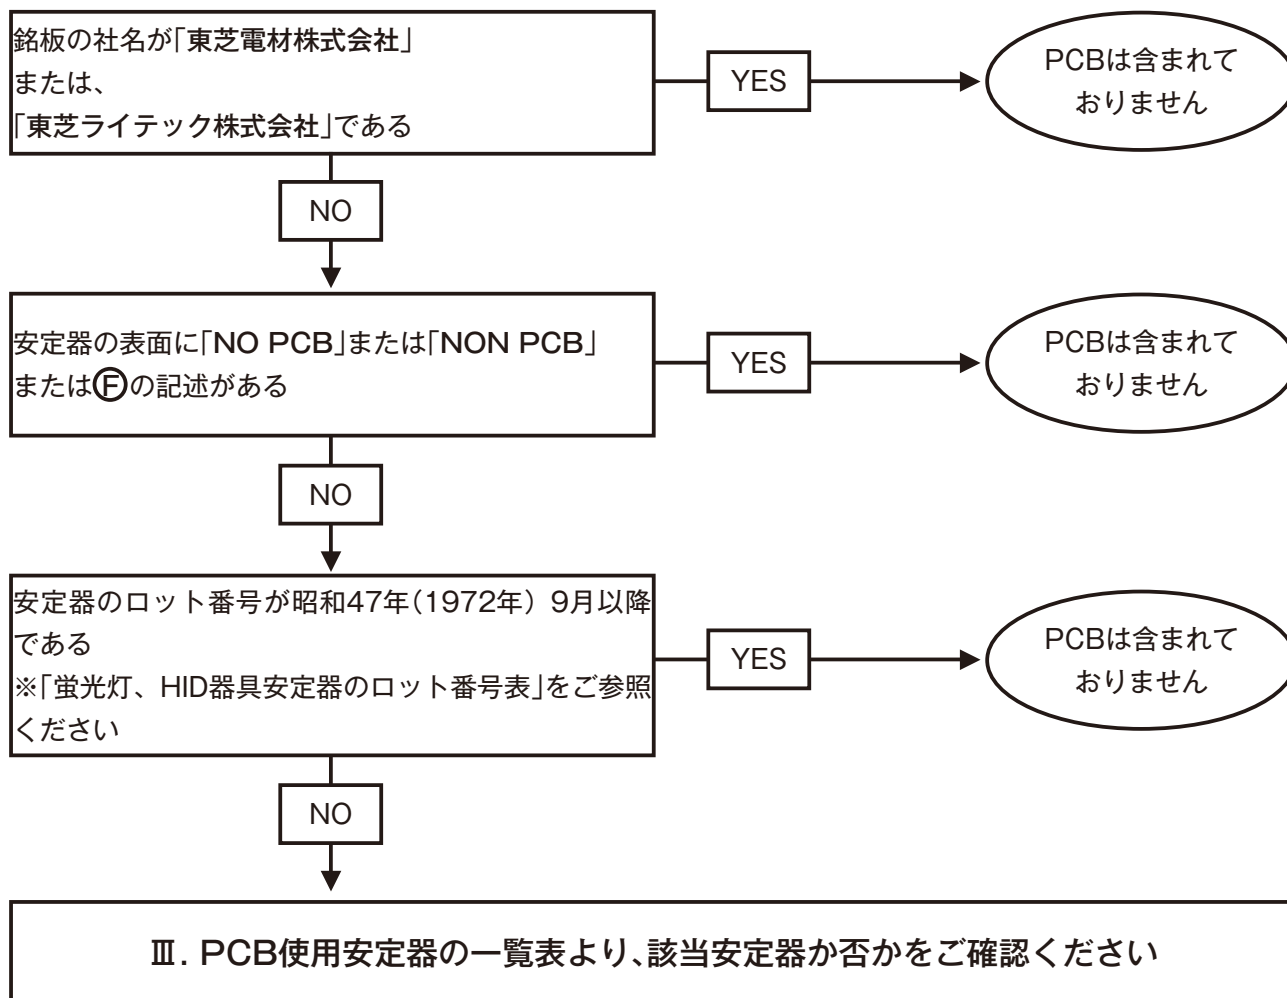 銘板の社名が「東芝電材株式会社」
または、
「東芝ライテック株式会社」である
YES
PCBは含まれて
おりません
NO
安定器の表面に「NO PCB」または「NON PCB」
またはⒻの記述がある
YES
PCBは含まれて
おりません
NO
安定器のロット番号が昭和47年(1972年) 9月以降
である
※「蛍光灯、HID器具安定器のロット番号表」をご参照
ください
YES
PCBは含まれて
おりません
NO
Ⅲ. PCB使用安定器の一覧表より、該当安定器か否かをご確認ください